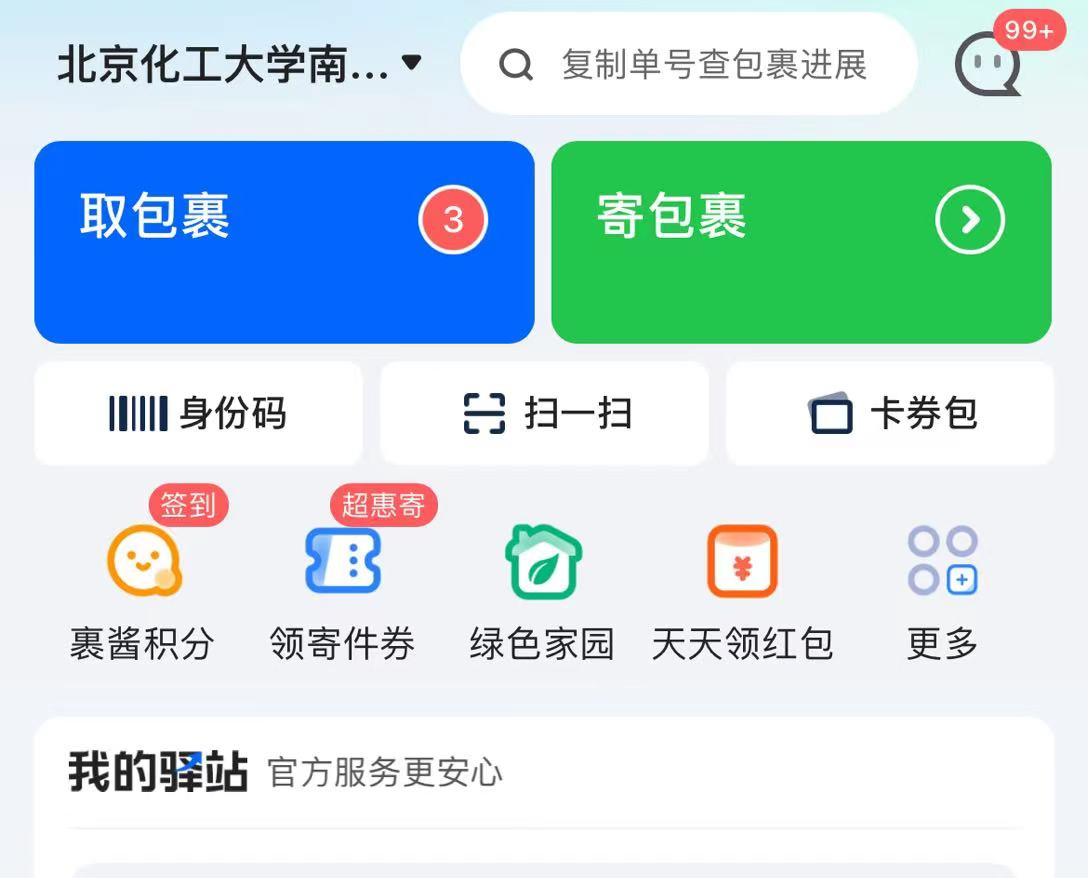 北京化工大学南...
复制单号查包裹进展
99+
取包裹
3
寄包裹
身份码
扫一扫
卡券包
签到
超惠寄
裹酱积分
领寄件券
绿色家园
天天领红包
更多
我的驿站 官方服务更安心